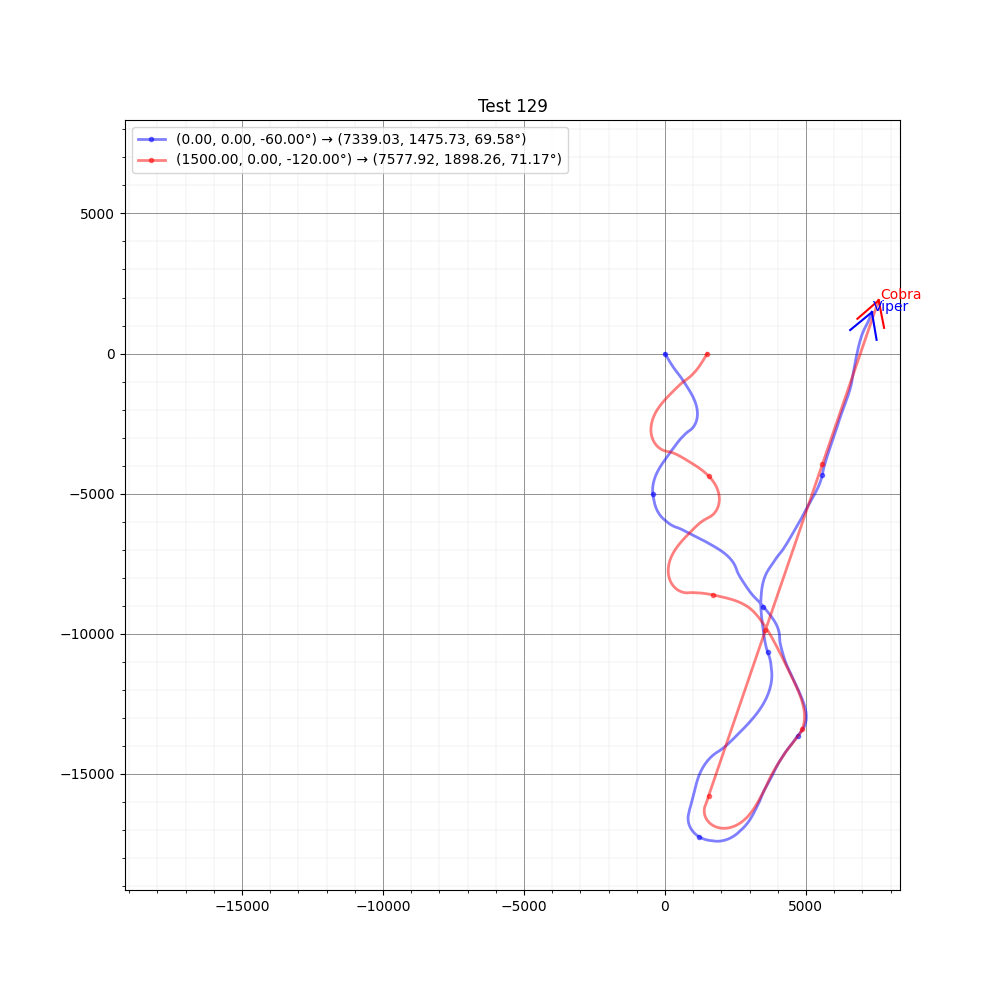 Test 129
(0.00, 0.00, -60.00°) → (7339.03, 1475.73, 69.58°)
(1500.00, 0.00, -120.00°) → (7577.92, 1898.26, 71.17°)
5000
0
−5000
−10000
−15000
Cobra
Viper
−15000
−10000
−5000
0
5000